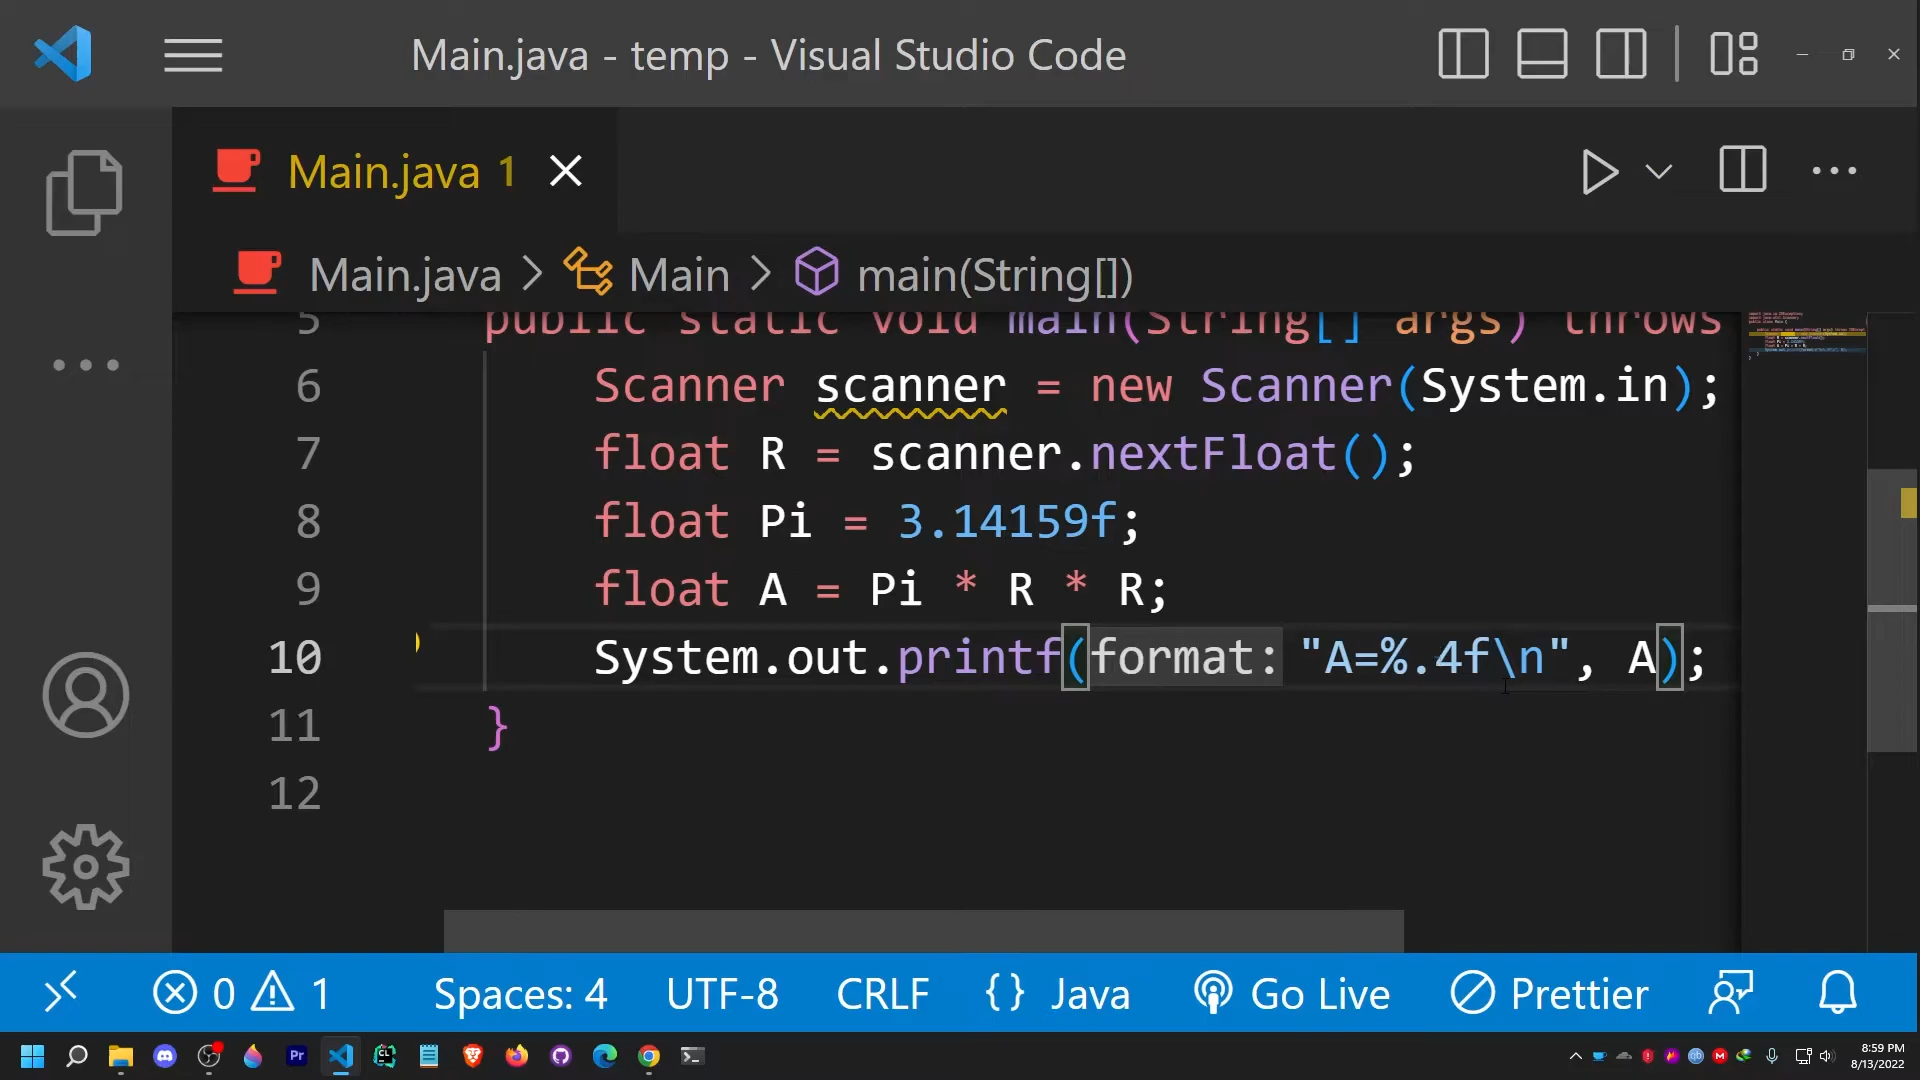 Main.java - temp - Visual Studio Code
Main.java 1
Main.java > Main > main(String[])
5 public static void main(String[] args) throws
6 Scanner scanner = new Scanner(System.in);
7 float R = scanner.nextFloat();
8 float Pi = 3.14159f;
9 float A = Pi * R * R;
10 System.out.printf(format: "A=%.4f\n", A);
11 }
12
0 1 Spaces: 4 UTF-8 CRLF {} Java Go Live Prettier
Pr CL
8:59 PM
8/13/2022